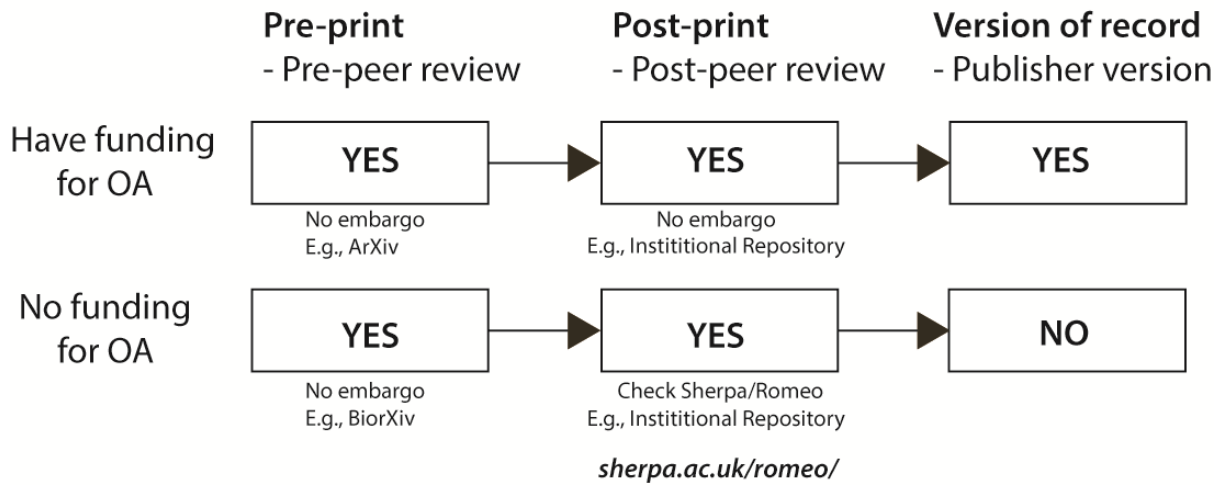 Pre-print
- Pre-peer review
Post-print
- Post-peer review
Version of record
- Publisher version
Have funding
for OA
YES
No embargo
E.g., ArXiv
YES
No embargo
E.g., Instititional Repository
YES
No funding
for OA
YES
No embargo
E.g., BiorXiv
YES
Check Sherpa/Romeo
E.g., Instititional Repository
NO
sherpa.ac.uk/romeo/